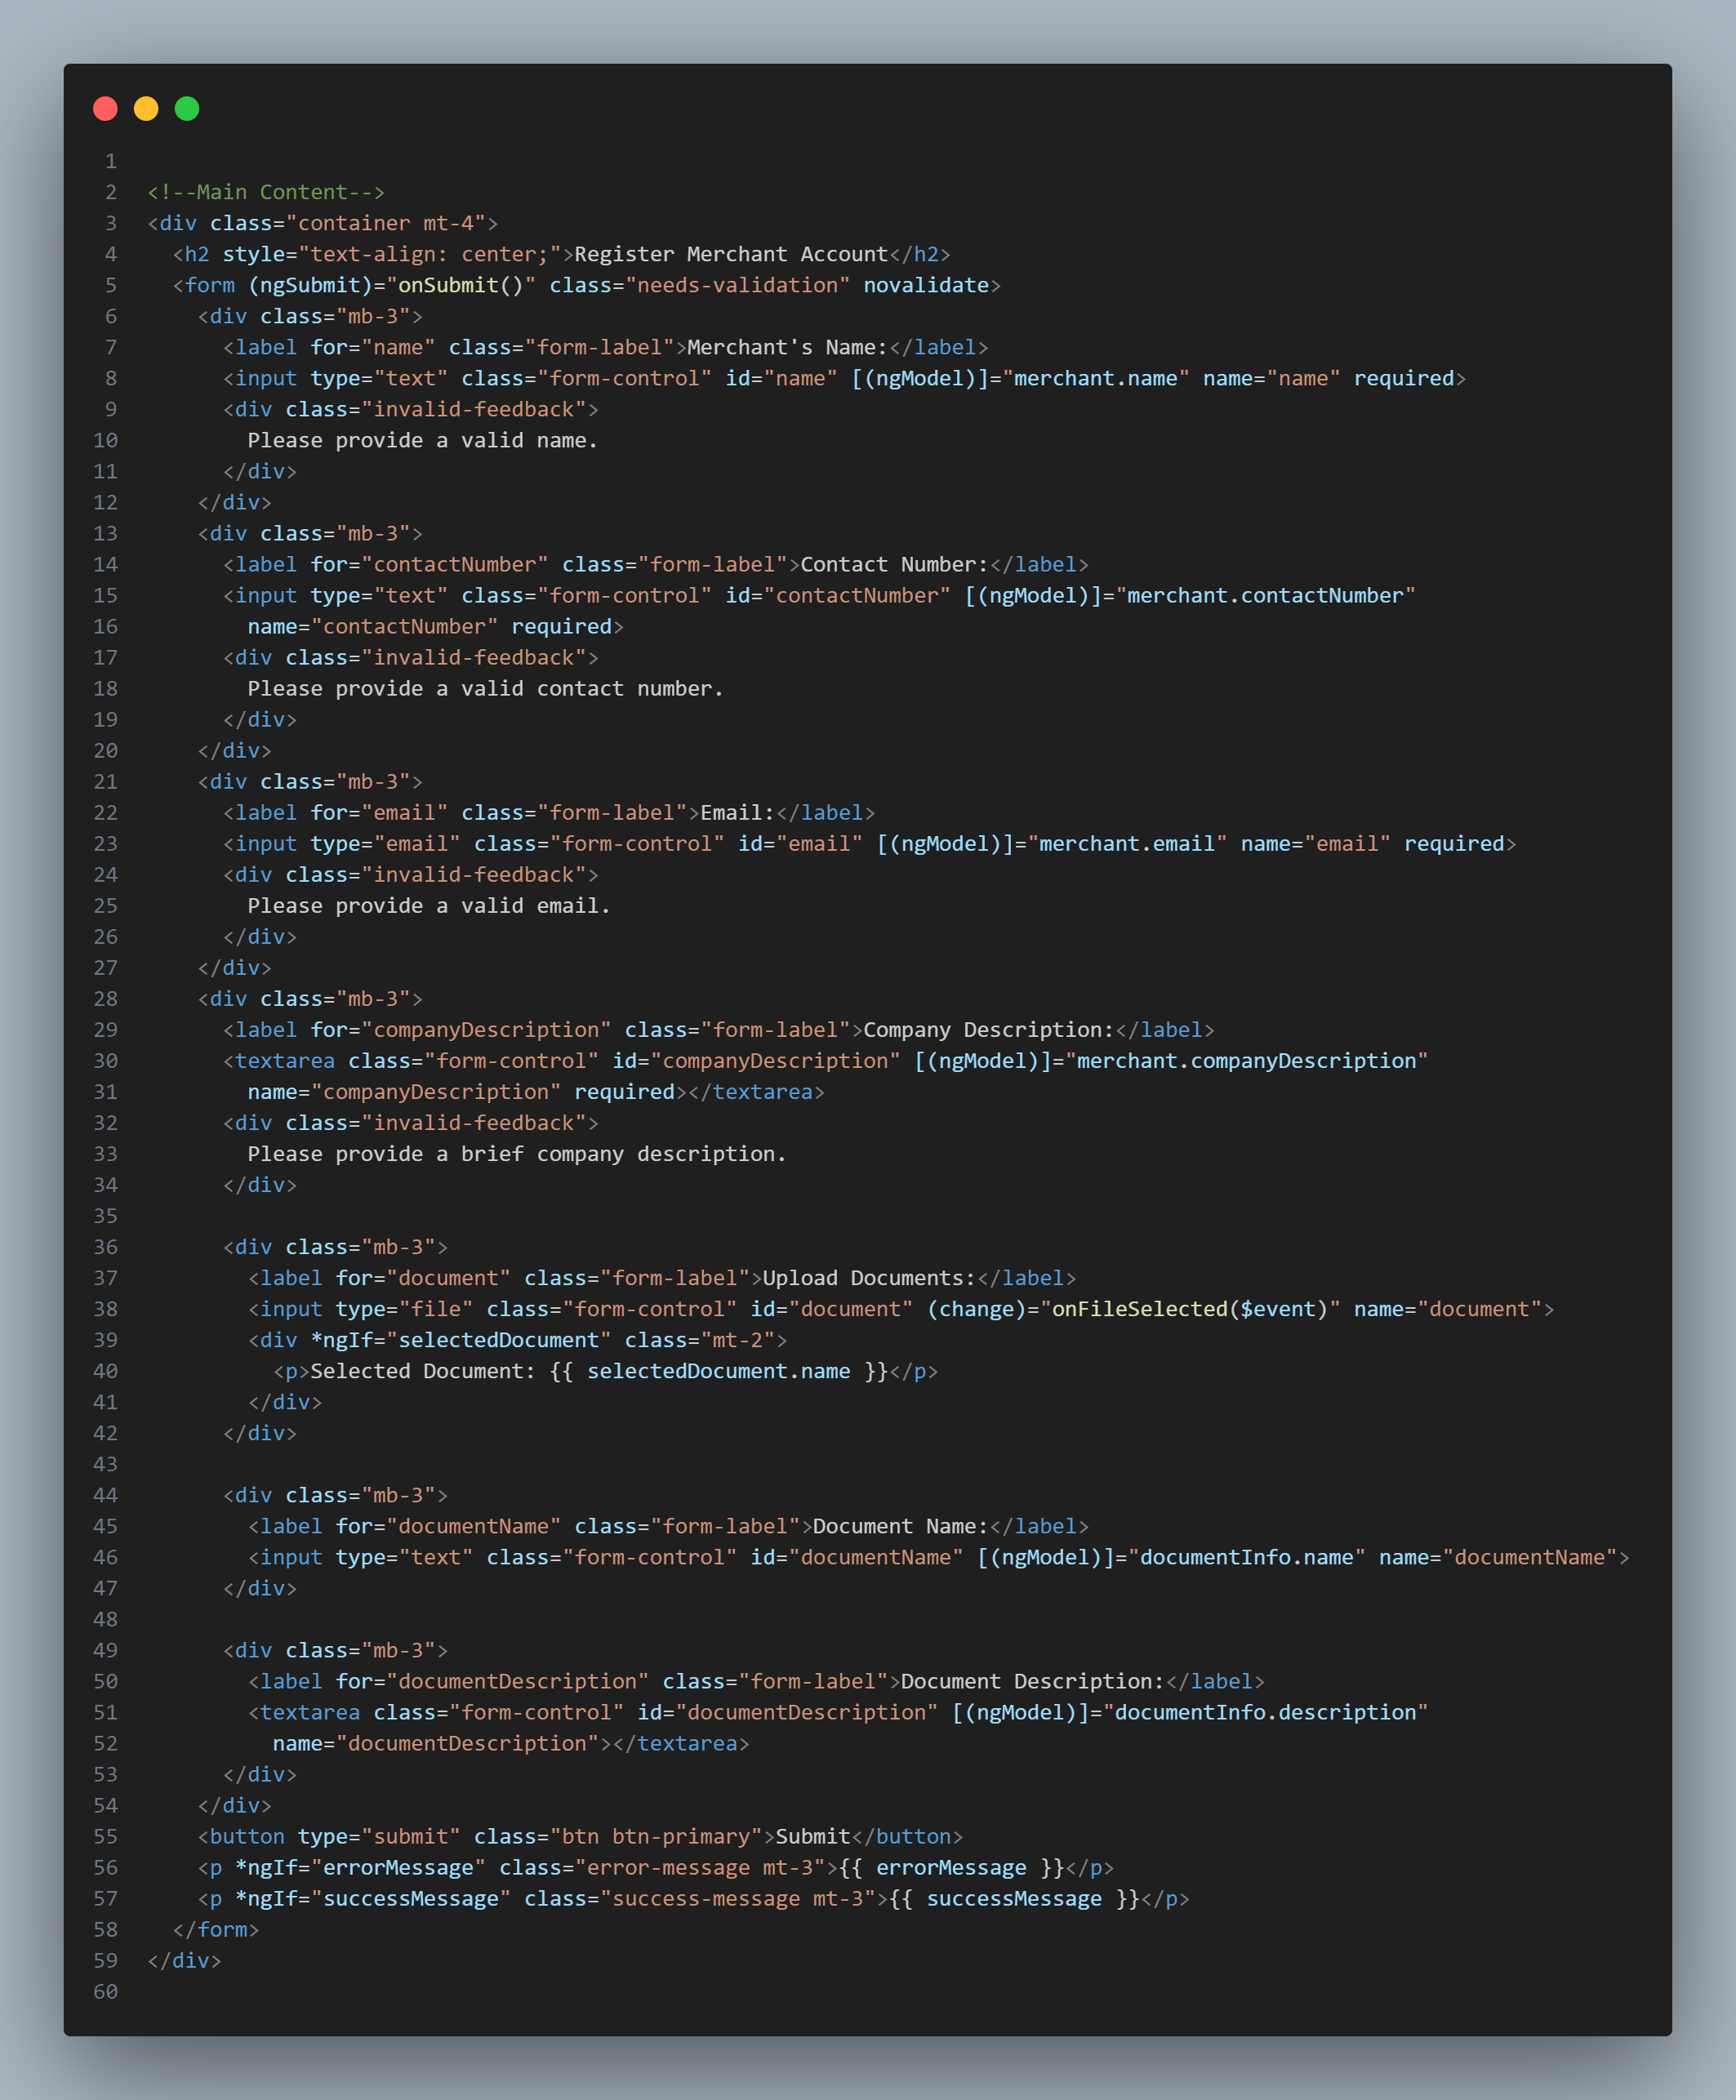 1
2 <!--Main Content-->
3 <div class="container mt-4">
4   <h2 style="text-align: center;">Register Merchant Account</h2>
5   <form (ngSubmit)="onSubmit()" class="needs-validation" novalidate>
6     <div class="mb-3">
7       <label for="name" class="form-label">Merchant's Name:</label>
8       <input type="text" class="form-control" id="name" [(ngModel)]="merchant.name" name="name" required>
9       <div class="invalid-feedback">
10         Please provide a valid name.
11       </div>
12     </div>
13     <div class="mb-3">
14       <label for="contactNumber" class="form-label">Contact Number:</label>
15       <input type="text" class="form-control" id="contactNumber" [(ngModel)]="merchant.contactNumber"
16         name="contactNumber" required>
17       <div class="invalid-feedback">
18         Please provide a valid contact number.
19       </div>
20     </div>
21     <div class="mb-3">
22       <label for="email" class="form-label">Email:</label>
23       <input type="email" class="form-control" id="email" [(ngModel)]="merchant.email" name="email" required>
24       <div class="invalid-feedback">
25         Please provide a valid email.
26       </div>
27     </div>
28     <div class="mb-3">
29       <label for="companyDescription" class="form-label">Company Description:</label>
30       <textarea class="form-control" id="companyDescription" [(ngModel)]="merchant.companyDescription"
31         name="companyDescription" required></textarea>
32       <div class="invalid-feedback">
33         Please provide a brief company description.
34       </div>
35
36       <div class="mb-3">
37         <label for="document" class="form-label">Upload Documents:</label>
38         <input type="file" class="form-control" id="document" (change)="onFileSelected($event)" name="document">
39         <div *ngIf="selectedDocument" class="mt-2">
40           <p>Selected Document: {{ selectedDocument.name }}</p>
41         </div>
42       </div>
43
44       <div class="mb-3">
45         <label for="documentName" class="form-label">Document Name:</label>
46         <input type="text" class="form-control" id="documentName" [(ngModel)]="documentInfo.name" name="documentName">
47       </div>
48
49       <div class="mb-3">
50         <label for="documentDescription" class="form-label">Document Description:</label>
51         <textarea class="form-control" id="documentDescription" [(ngModel)]="documentInfo.description"
52           name="documentDescription"></textarea>
53       </div>
54     </div>
55     <button type="submit" class="btn btn-primary">Submit</button>
56     <p *ngIf="errorMessage" class="error-message mt-3">{{ errorMessage }}</p>
57     <p *ngIf="successMessage" class="success-message mt-3">{{ successMessage }}</p>
58   </form>
59 </div>
60